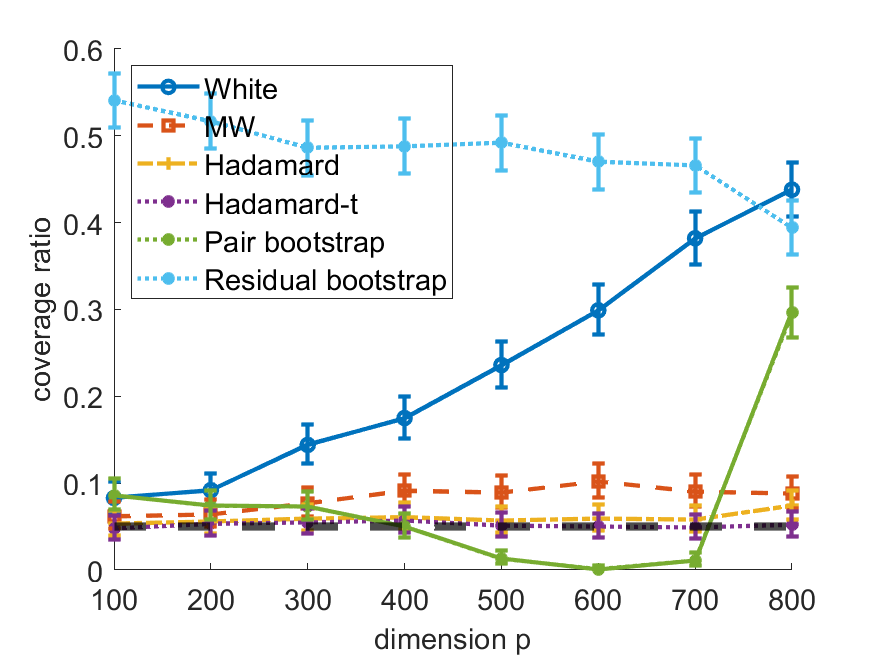 0.6
0.5
0.4
0.3
0.2
0.1
0
coverage ratio
White
MW
Hadamard
Hadamard-t
Pair bootstrap
Residual bootstrap
100 200 300 400 500 600 700 800
dimension p